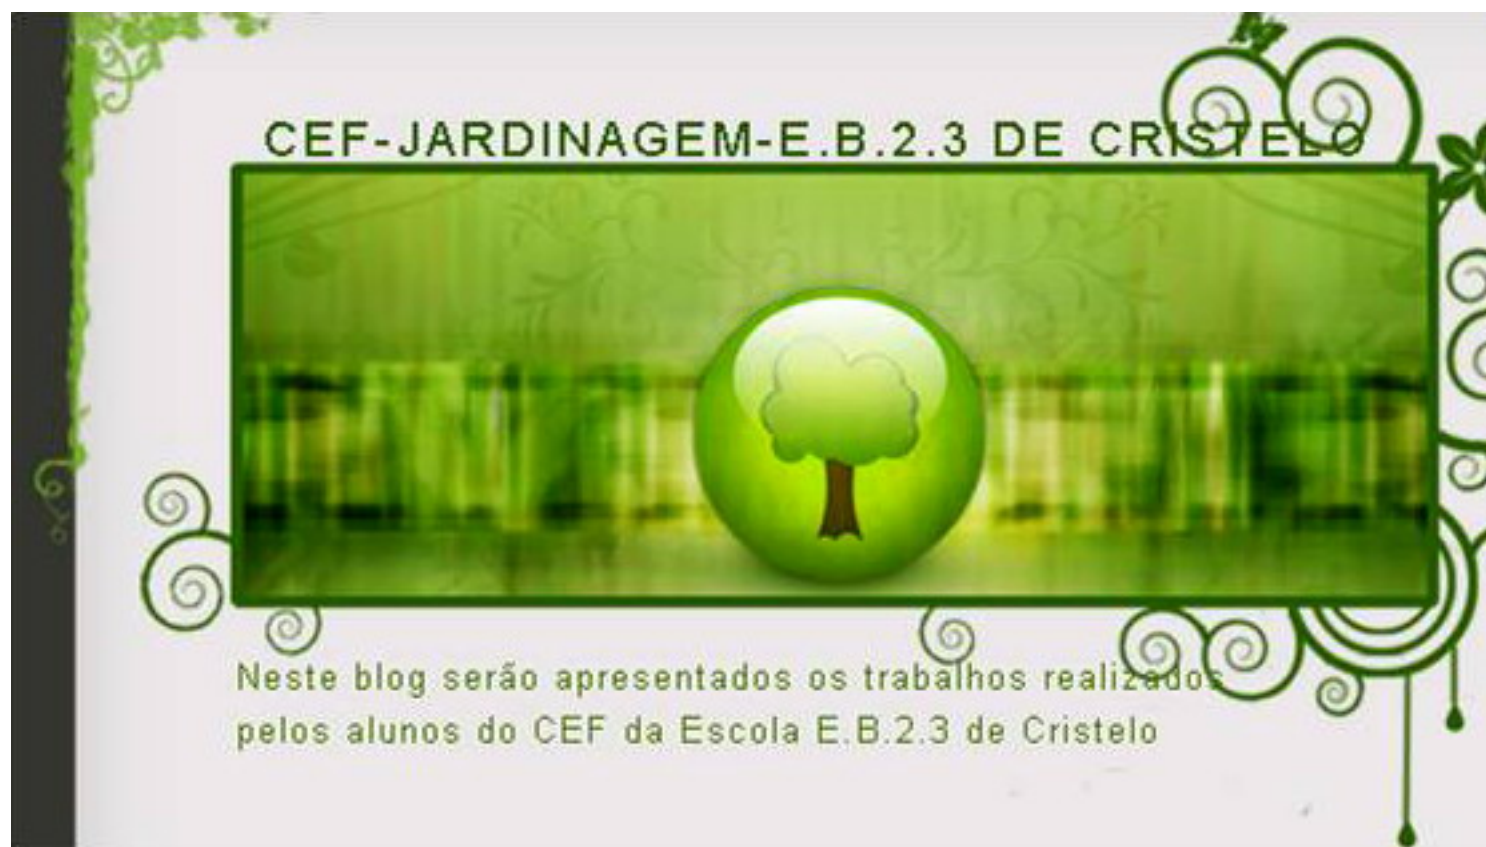 CEF-JARDINAGEM-E.B.2.3 DE CRISTELO
Neste blog serão apresentados os trabalhos realizados
pelos alunos do CEF da Escola E.B.2.3 de Cristelo